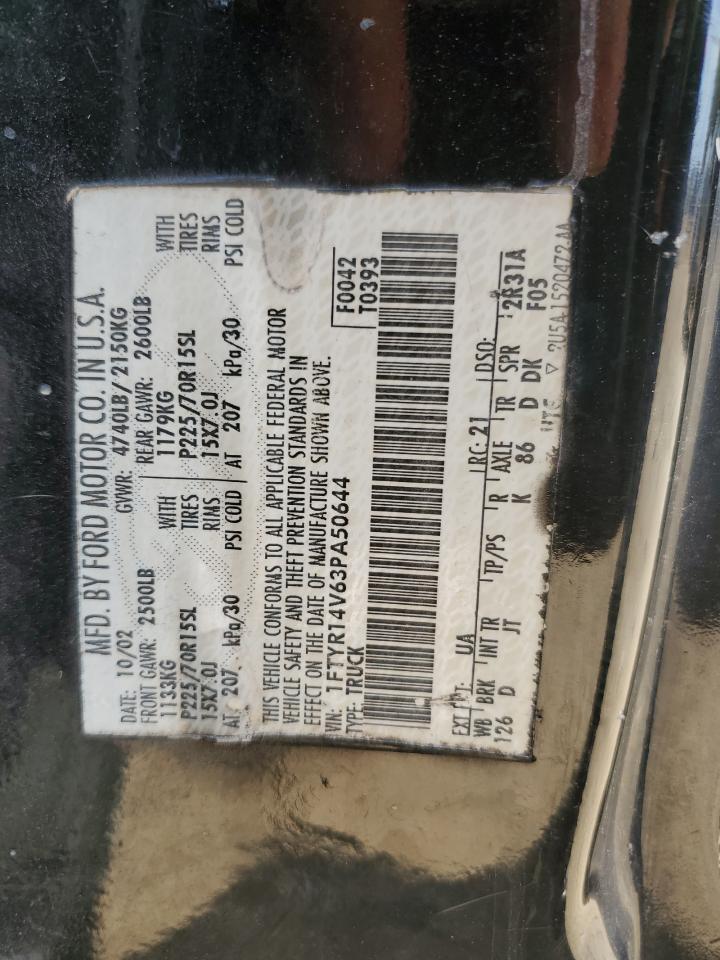 MFD. BY FORD MOTOR CO. IN U.S.A.
DATE: 10/02 GVWR: 4740LB/ 2150KG
FRONT GAWR: 2500LB REAR GAWR: 2600LB
1133KG WITH 1179KG WITH
P225/70R15SL TIRES P225/70R15SL TIRES
15X7.0J RIMS 15X7.0J RIMS
AT 207 kPa/30 PSI COLD AT 207 kPa/30 PSI COLD
THIS VEHICLE CONFORMS TO ALL APPLICABLE FEDERAL MOTOR
VEHICLE SAFETY AND THEFT PREVENTION STANDARDS IN
EFFECT ON THE DATE OF MANUFACTURE SHOWN ABOVE.
VIN: 1FTYR14V63PA50644 F0042
TYPE: TRUCK T0393
EXT PNT: UA RC: 21 DSO:
WB BRK INT TR TP/PS R AXLE TR SPR 2R31A
126 D JT K 86 D DK F05
UTC ▽ 2U5A 1520472 AA